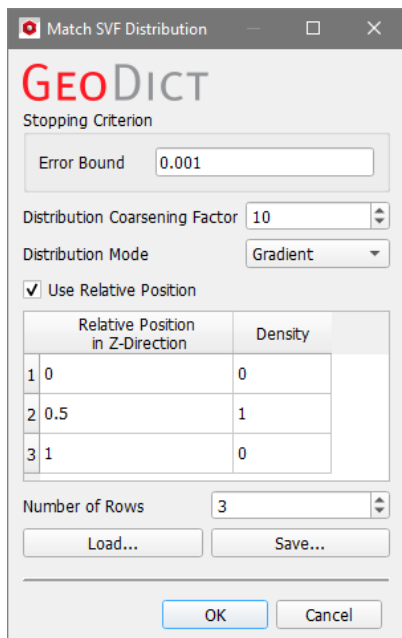 Match SVF Distribution
GEODICT
Stopping Criterion
Error Bound 0.001
Distribution Coarsening Factor 10
Distribution Mode Gradient
Use Relative Position
Relative Position
in Z-Direction Density
1 0 0
2 0.5 1
3 1 0
Number of Rows 3
Load... Save...
OK Cancel